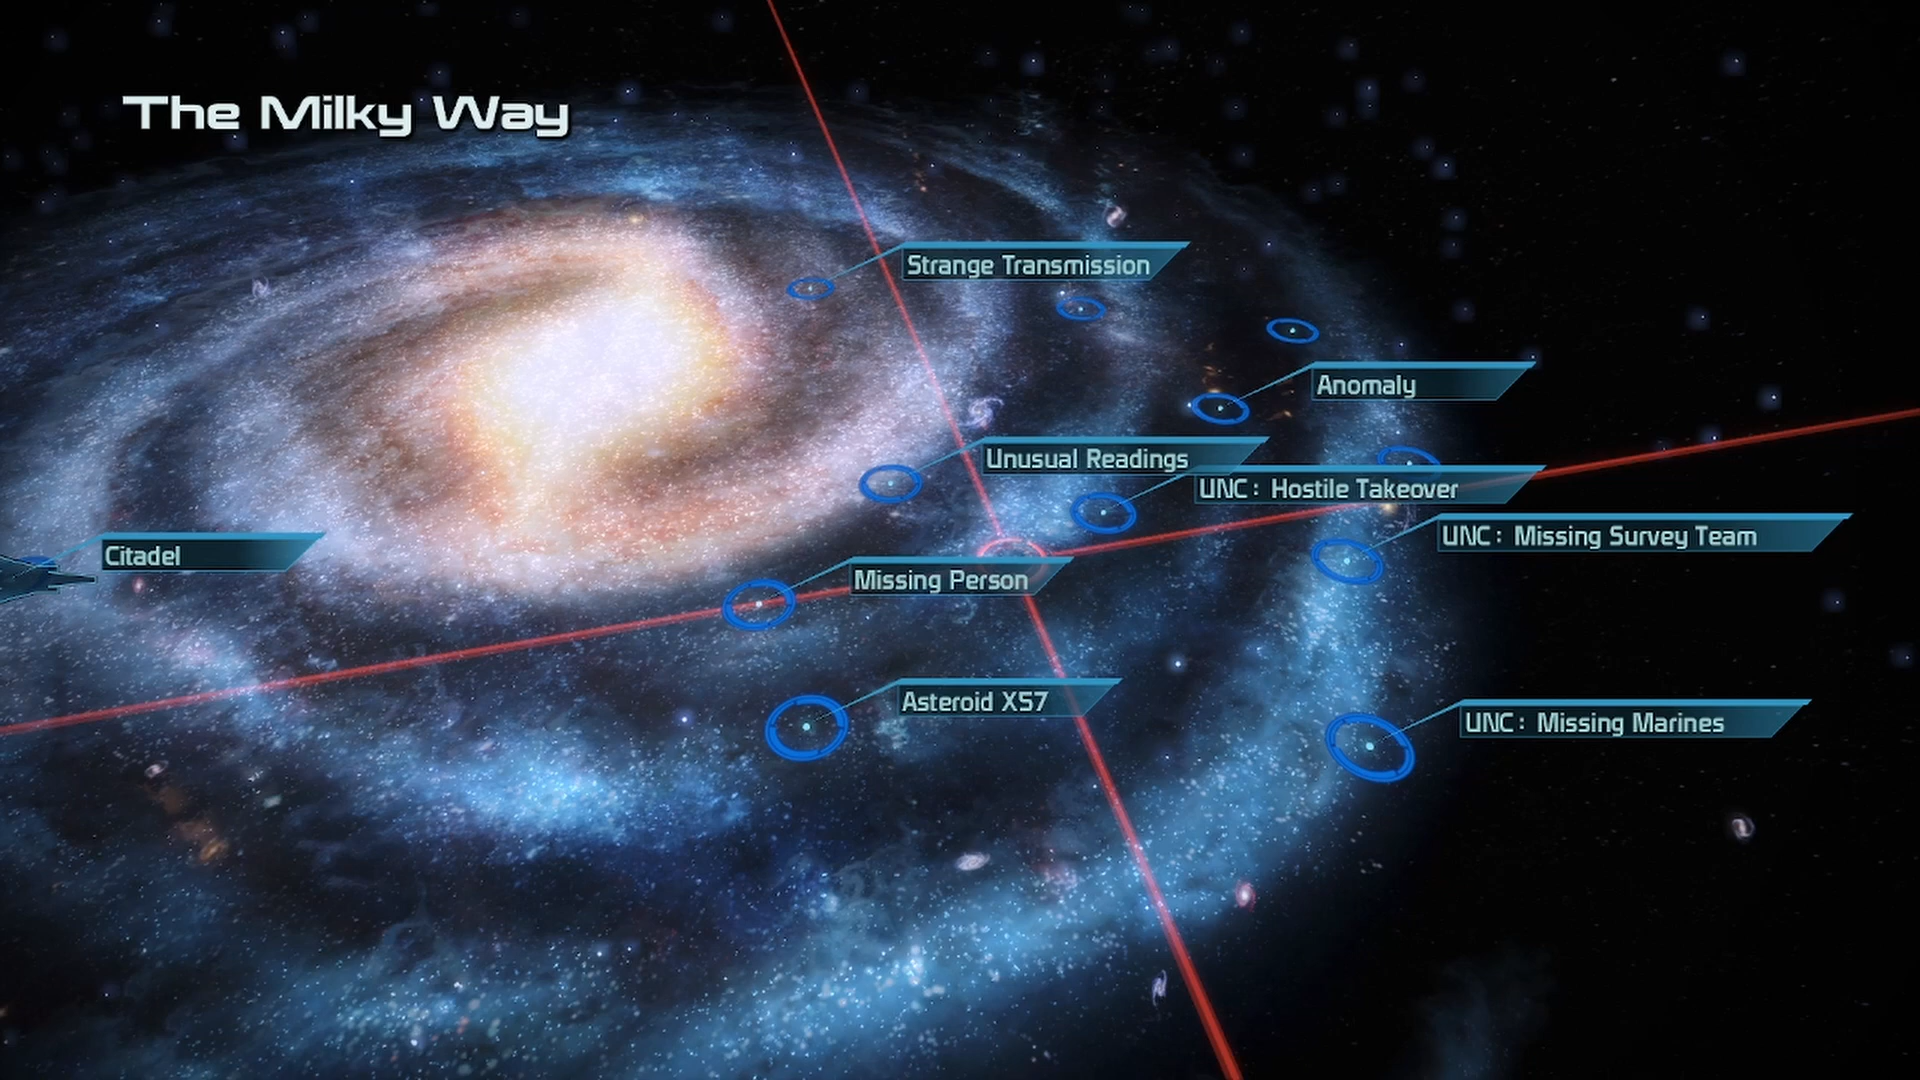 The Milky Way
Strange Transmission
Anomaly
Unusual Readings
UNC: Hostile Takeover
UNC: Missing Survey Team
Citadel
Missing Person
Asteroid X57
UNC: Missing Marines